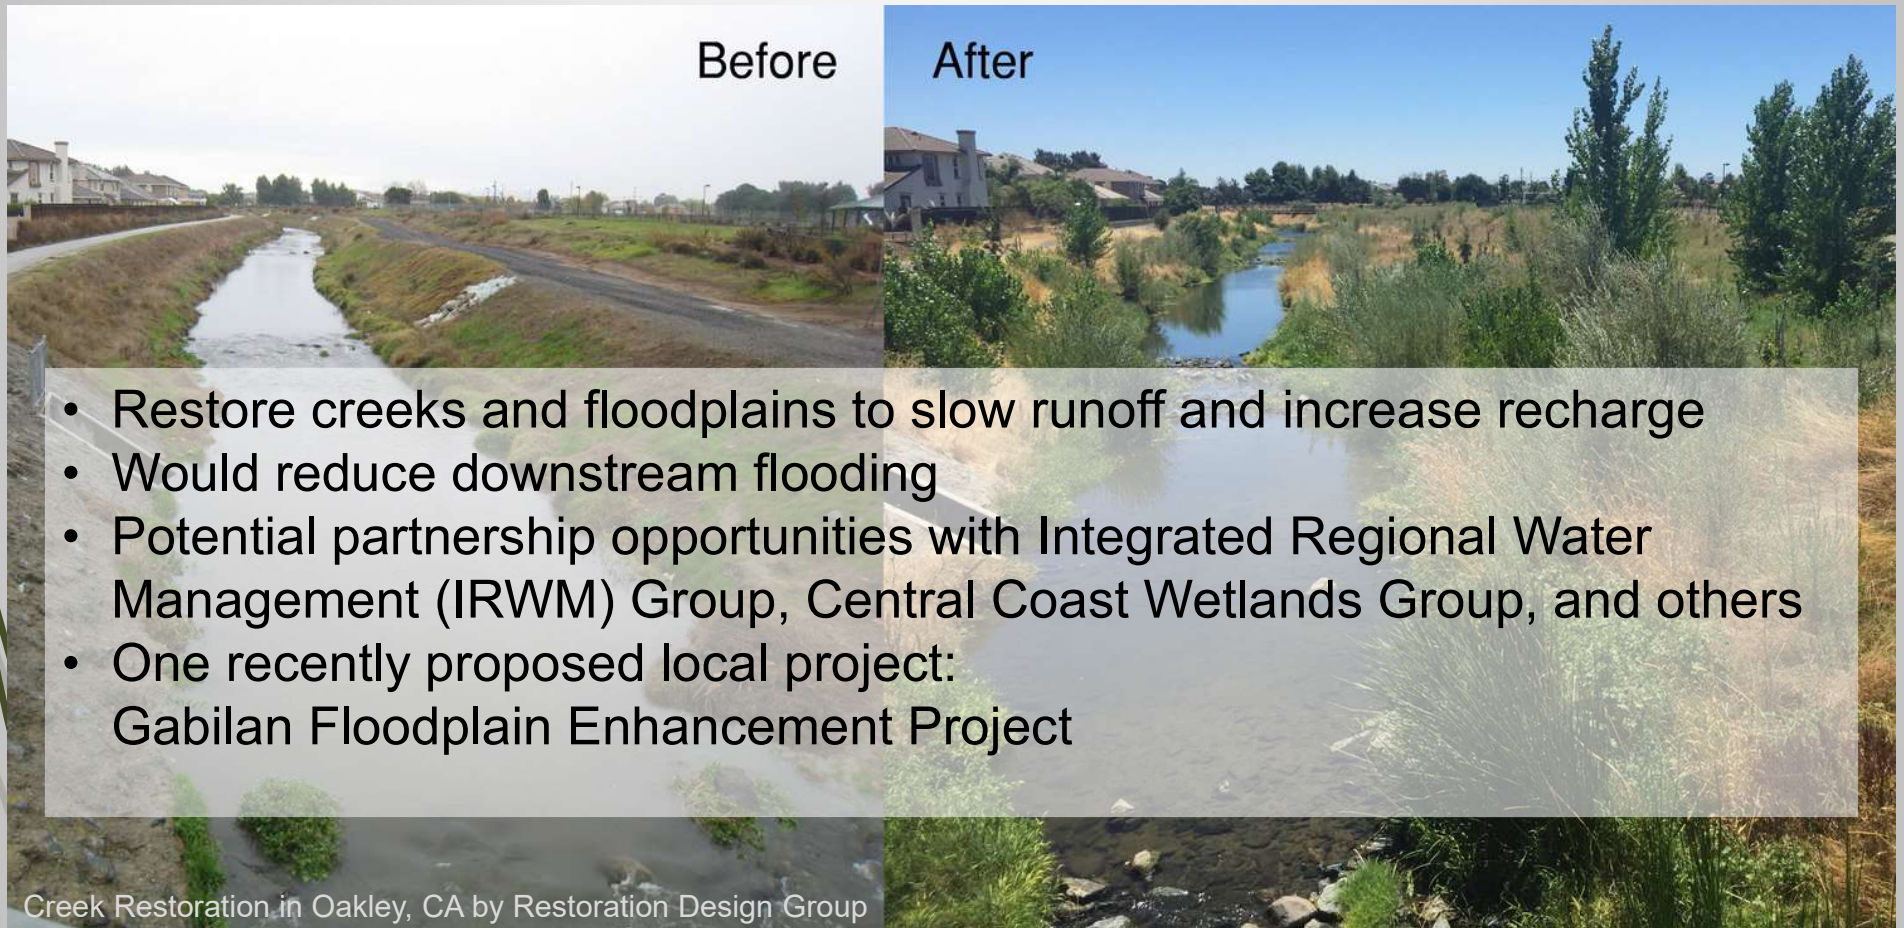 Before
After
• Restore creeks and floodplains to slow runoff and increase recharge
• Would reduce downstream flooding
• Potential partnership opportunities with Integrated Regional Water
Management (IRWM) Group, Central Coast Wetlands Group, and others
• One recently proposed local project:
Gabilan Floodplain Enhancement Project
Creek Restoration in Oakley, CA by Restoration Design Group